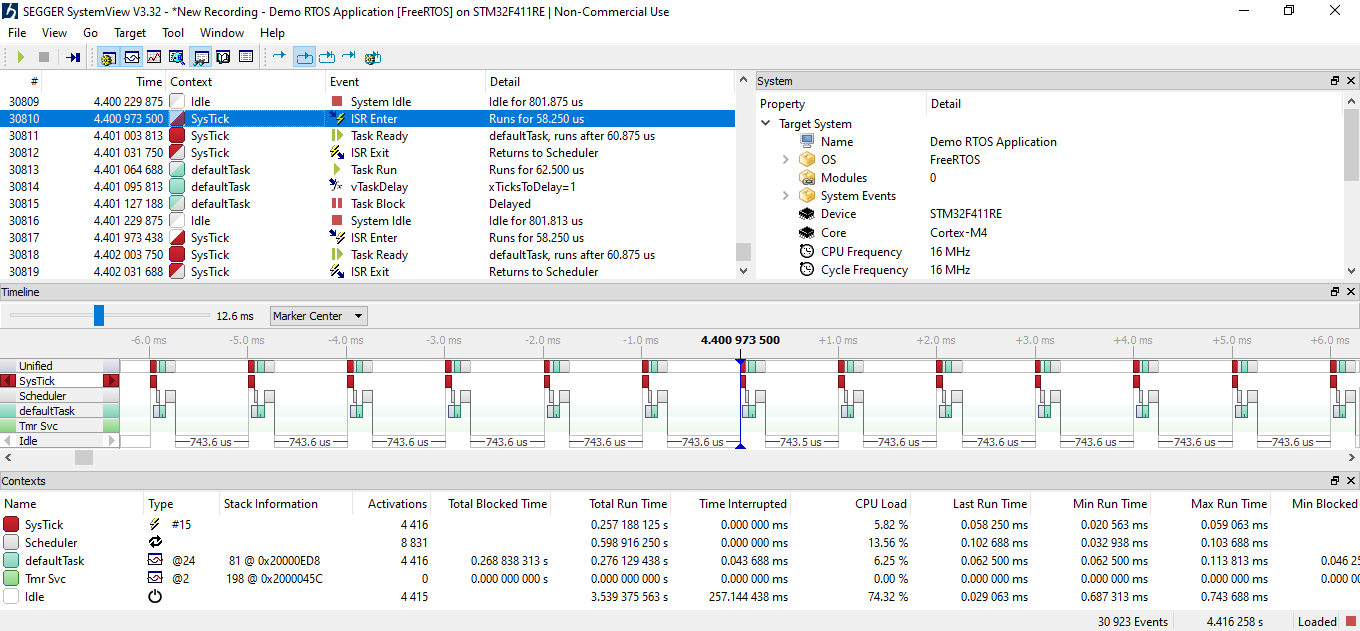 SEGGER SystemView V3.32 - *New Recording - Demo RTOS Application [FreeRTOS] on STM32F411RE | Non-Commercial Use
File View Go Target Tool Window Help
# Time Context Event Detail
30809 4.400 229 875 Idle System Idle Idle for 801.875 us
30810 4.400 973 500 SysTick ISR Enter Runs for 58.250 us
30811 4.401 003 813 SysTick Task Ready defaultTask, runs after 60.875 us
30812 4.401 031 750 SysTick ISR Exit Returns to Scheduler
30813 4.401 064 688 defaultTask Task Run Runs for 62.500 us
30814 4.401 095 813 defaultTask vTaskDelay xTicksToDelay=1
30815 4.401 127 188 defaultTask Task Block Delayed
30816 4.401 229 875 Idle System Idle Idle for 801.813 us
30817 4.401 973 438 SysTick ISR Enter Runs for 58.250 us
30818 4.402 003 750 SysTick Task Ready defaultTask, runs after 60.875 us
30819 4.402 031 688 SysTick ISR Exit Returns to Scheduler
System
Property Detail
Target System
Name Demo RTOS Application
OS FreeRTOS
Modules 0
System Events
Device STM32F411RE
Core Cortex-M4
CPU Frequency 16 MHz
Cycle Frequency 16 MHz
Timeline
12.6 ms Marker Center
-6.0 ms -5.0 ms -4.0 ms -3.0 ms -2.0 ms -1.0 ms 4.400 973 500 +1.0 ms +2.0 ms +3.0 ms +4.0 ms +5.0 ms +6.0 ms
Unified
SysTick
Scheduler
defaultTask
Tmr Svc
Idle 743.6 us 743.6 us 743.6 us 743.6 us 743.6 us 743.6 us 743.5 us 743.6 us 743.6 us 743.6 us 743.6 us 743.6 us
Contexts
Name Type Stack Information Activations Total Blocked Time Total Run Time Time Interrupted CPU Load Last Run Time Min Run Time Max Run Time Min Blocked
SysTick #15 4 416 0.257 188 125 s 0.000 000 ms 5.82 % 0.058 250 ms 0.020 563 ms 0.059 063 ms
Scheduler 8 831 0.598 916 250 s 0.000 000 ms 13.56 % 0.102 688 ms 0.032 938 ms 0.103 688 ms
defaultTask @24 81 @ 0x20000ED8 4 416 0.268 838 313 s 0.276 129 438 s 0.043 688 ms 6.25 % 0.062 500 ms 0.062 500 ms 0.113 813 ms 0.046 25
Tmr Svc @2 198 @ 0x2000045C 0 0.000 000 000 s 0.000 000 000 s 0.000 000 ms 0.00 % 0.000 000 ms 0.000 000 ms 0.000 000 ms 0.000 00
Idle 4 415 3.539 375 563 s 257.144 438 ms 74.32 % 0.029 063 ms 0.687 313 ms 0.743 688 ms
30 923 Events 4.416 258 s Loaded